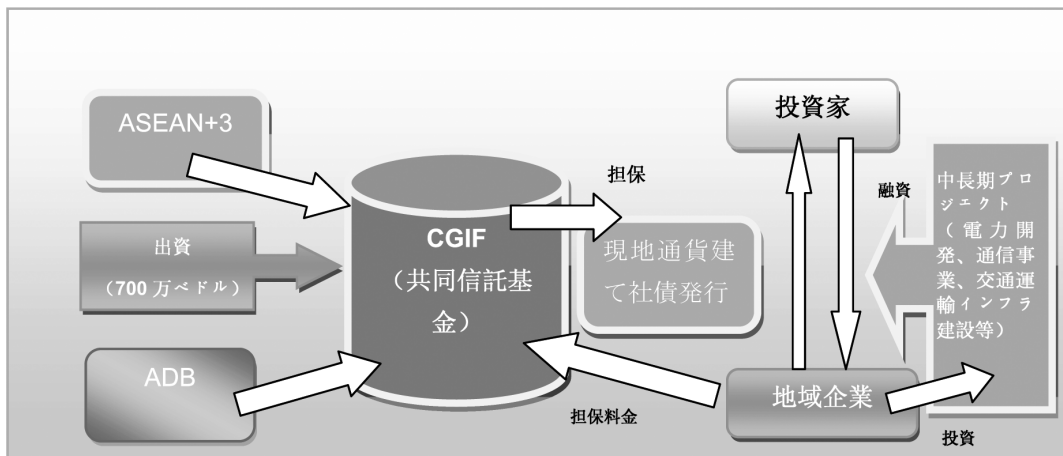 ASEAN+3
出資
（700 万ベドル）
ADB
CGIF
（共同信託基
金）
担保
現地通貨建
て社債発行
担保料金
投資家
地域企業
融資
中長期プロ
ジェクト
（電力開
発、通信事
業、交通運
輸インフラ
建設等）
投資